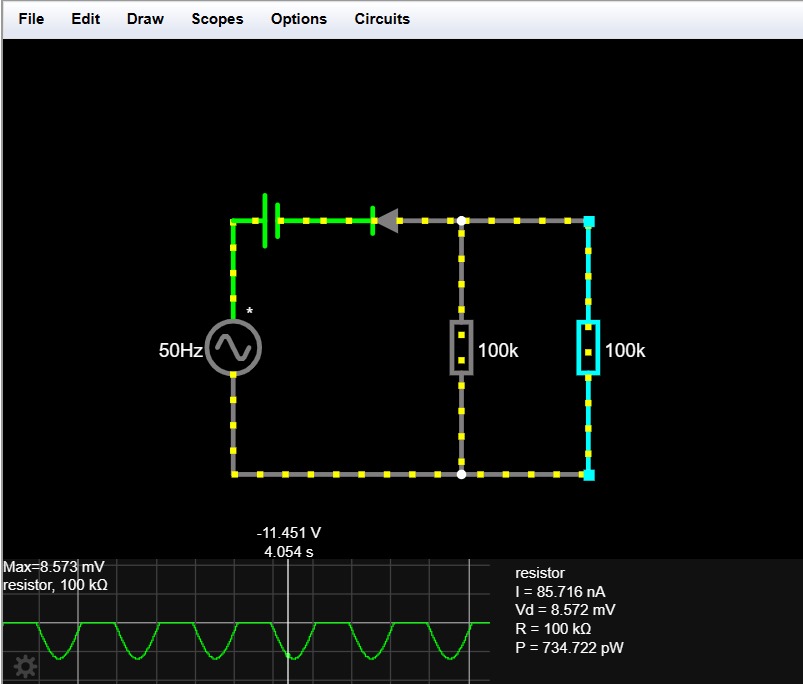 File Edit Draw Scopes Options Circuits
*
50Hz
100k
100k
-11.451 V
4.054 s
Max=8.573 mV
resistor, 100 kΩ
resistor
I = 85.716 nA
Vd = 8.572 mV
R = 100 kΩ
P = 734.722 pW